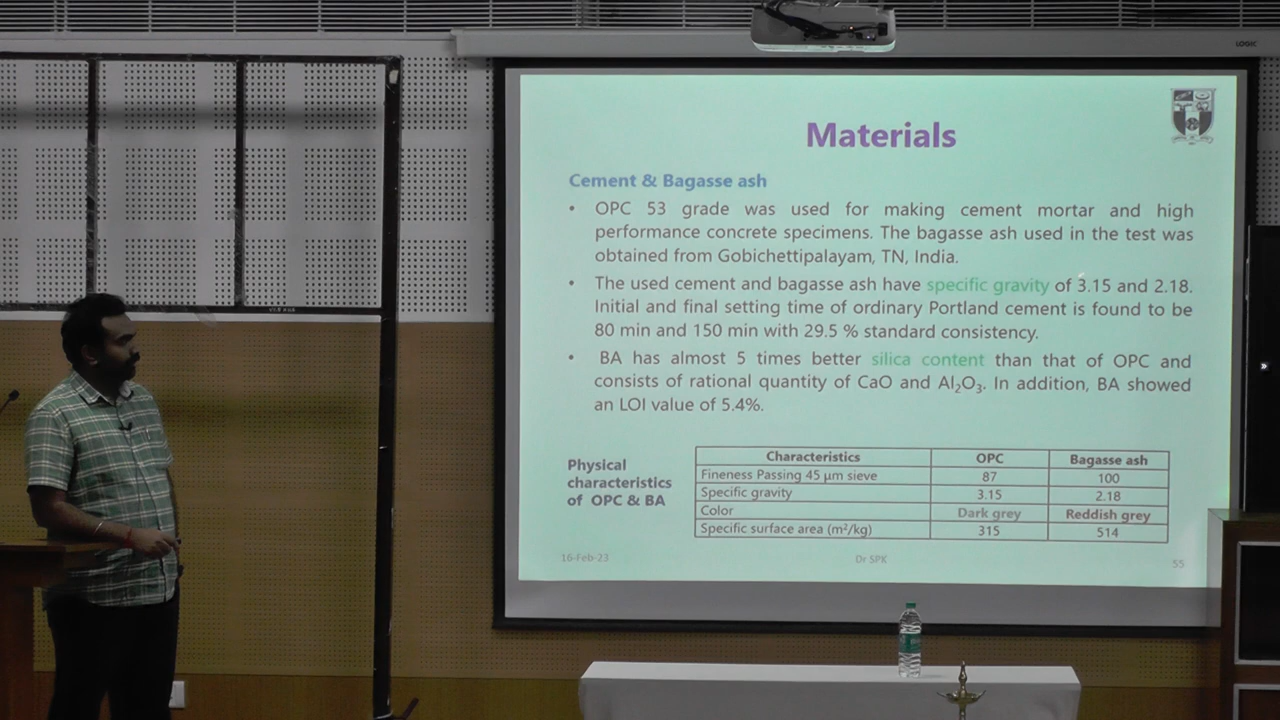 LOGIC
Materials
Cement & Bagasse ash
• OPC 53 grade was used for making cement mortar and high
performance concrete specimens. The bagasse ash used in the test was
obtained from Gobichettipalayam, TN, India.
• The used cement and bagasse ash have specific gravity of 3.15 and 2.18.
Initial and final setting time of ordinary Portland cement is found to be
80 min and 150 min with 29.5 % standard consistency.
• BA has almost 5 times better silica content than that of OPC and
consists of rational quantity of CaO and Al₂O₃. In addition, BA showed
an LOI value of 5.4%.
Physical
characteristics
of OPC & BA
Characteristics OPC Bagasse ash
Fineness Passing 45 µm sieve 87 100
Specific gravity 3.15 2.18
Color Dark grey Reddish grey
Specific surface area (m²/kg) 315 514
16-Feb-23 Dr SPK 55